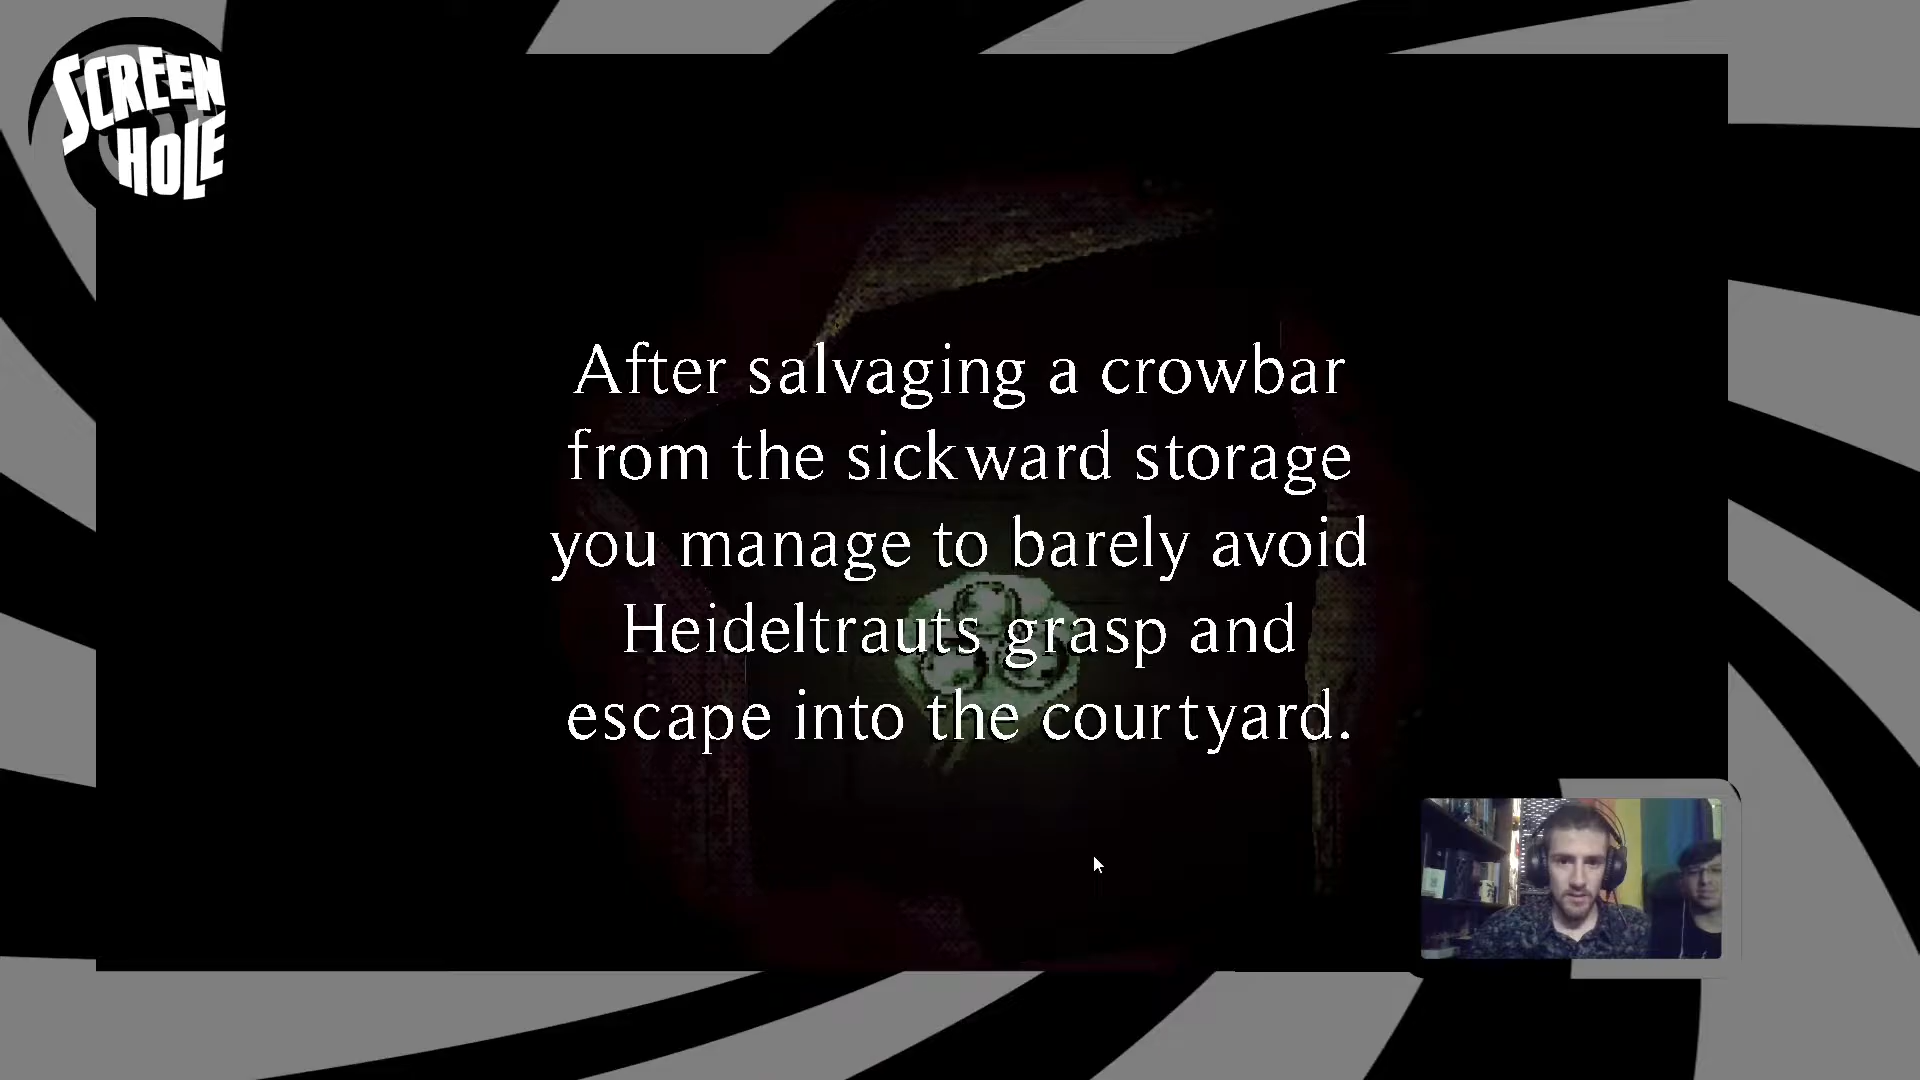 SCREEN
HOLE
After salvaging a crowbar
from the sickward storage
you manage to barely avoid
Heideltrauts grasp and
escape into the courtyard.